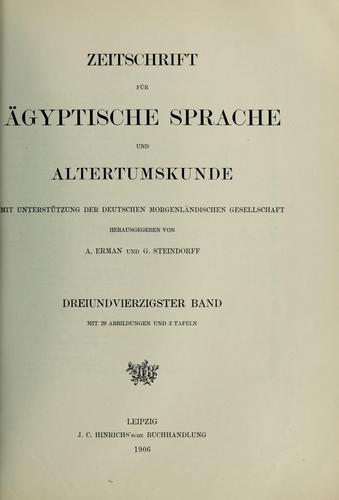 ZEITSCHRIFT
FÜR
ÄGYPTISCHE SPRACHE
UND
ALTERTUMSKUNDE
MIT UNTERSTÜTZUNG DER DEUTSCHEN MORGENLÄNDISCHEN GESELLSCHAFT
HERAUSGEGEBEN VON
A. ERMAN UND G. STEINDORFF
DREIUNDVIERZIGSTER BAND
MIT 29 ABBILDUNGEN UND 3 TAFELN
LEIPZIG
J. C. HINRICHS'sche BUCHHANDLUNG
1906